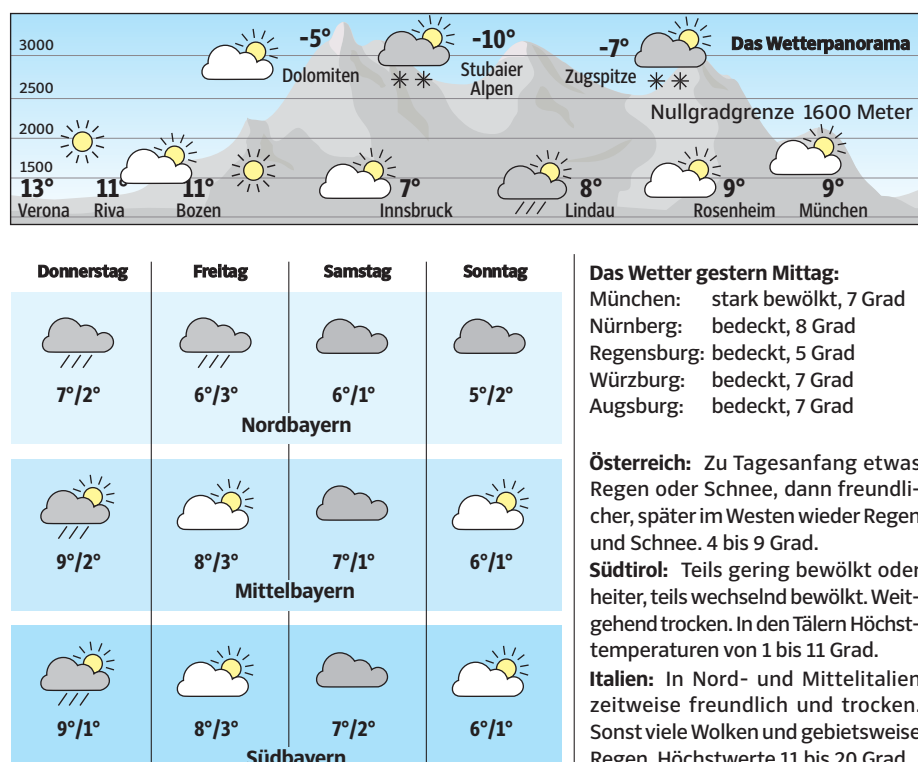 Das Wetterpanorama
3000
2500
2000
1500
-5°
Dolomiten
-10°
Stubaier
Alpen
-7°
Zugspitze
Nullgradgrenze 1600 Meter
13° 11° 11° 7° 8° 9° 9°
Verona Riva Bozen Innsbruck Lindau Rosenheim München
Donnerstag Freitag Samstag Sonntag
7°/2° 6°/3° 6°/1° 5°/2°
Nordbayern
9°/2° 8°/3° 7°/1° 6°/1°
Mittelbayern
9°/1° 8°/3° 7°/2° 6°/1°
Südbayern
Das Wetter gestern Mittag:
München: stark bewölkt, 7 Grad
Nürnberg: bedeckt, 8 Grad
Regensburg: bedeckt, 5 Grad
Würzburg: bedeckt, 7 Grad
Augsburg: bedeckt, 7 Grad
Österreich: Zu Tagesanfang etwas
Regen oder Schnee, dann freundli-
cher, später im Westen wieder Regen
und Schnee. 4 bis 9 Grad.
Südtirol: Teils gering bewölkt oder
heiter, teils wechselnd bewölkt. Weit-
gehend trocken. In den Tälern Höchst-
temperaturen von 1 bis 11 Grad.
Italien: In Nord- und Mittelitalien
zeitweise freundlich und trocken.
Sonst viele Wolken und gebietsweise
Regen. Höchstwerte 11 bis 20 Grad.